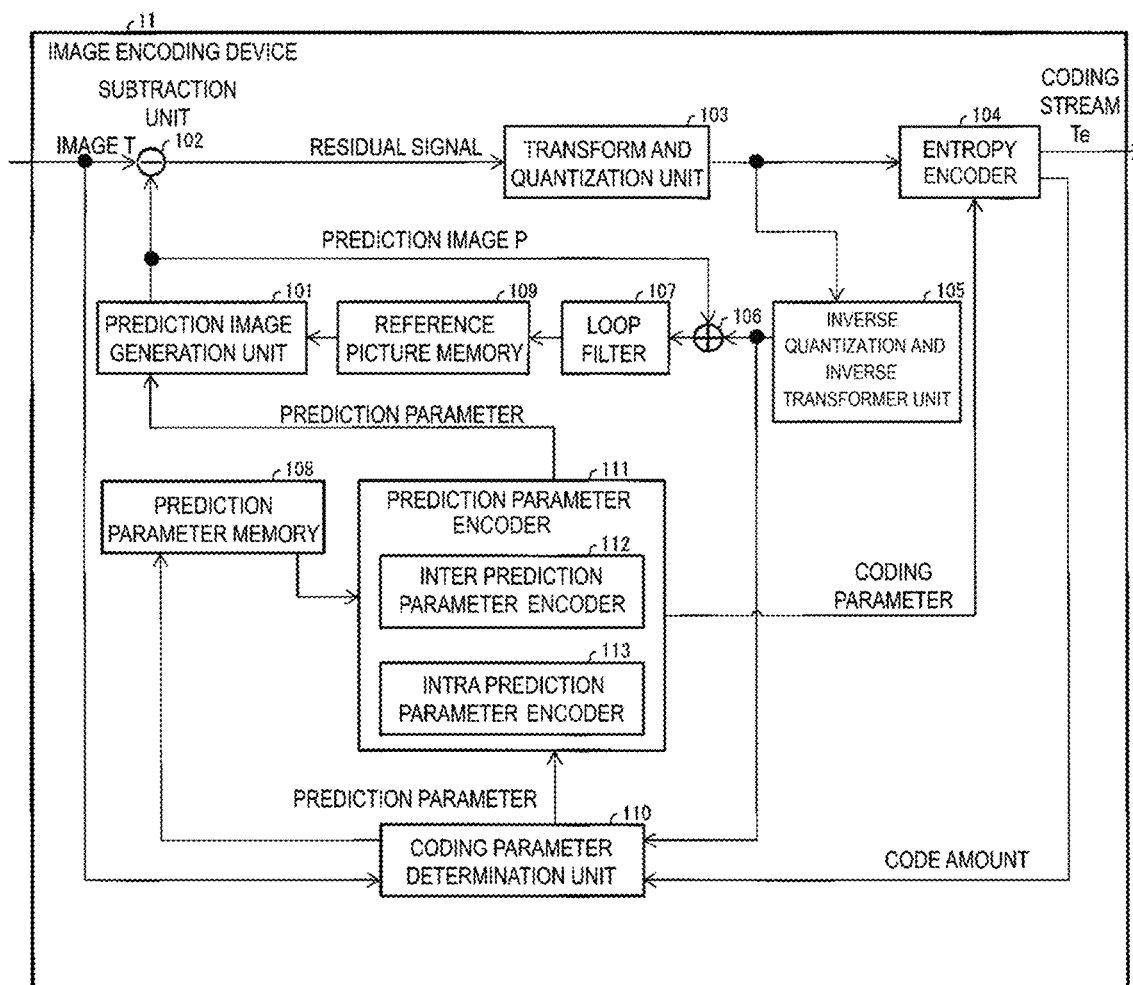 11
IMAGE ENCODING DEVICE
SUBTRACTION
UNIT
IMAGE T
102
RESIDUAL SIGNAL
103
TRANSFORM AND
QUANTIZATION UNIT
104
ENTROPY
ENCODER
CODING
STREAM
Te
PREDICTION IMAGE P
101
PREDICTION IMAGE
GENERATION UNIT
109
REFERENCE
PICTURE MEMORY
107
LOOP
FILTER
106
105
INVERSE
QUANTIZATION AND
INVERSE
TRANSFORMER UNIT
PREDICTION PARAMETER
108
PREDICTION
PARAMETER MEMORY
111
PREDICTION PARAMETER
ENCODER
112
INTER PREDICTION
PARAMETER ENCODER
113
INTRA PREDICTION
PARAMETER ENCODER
CODING
PARAMETER
PREDICTION PARAMETER
110
CODING PARAMETER
DETERMINATION UNIT
CODE AMOUNT